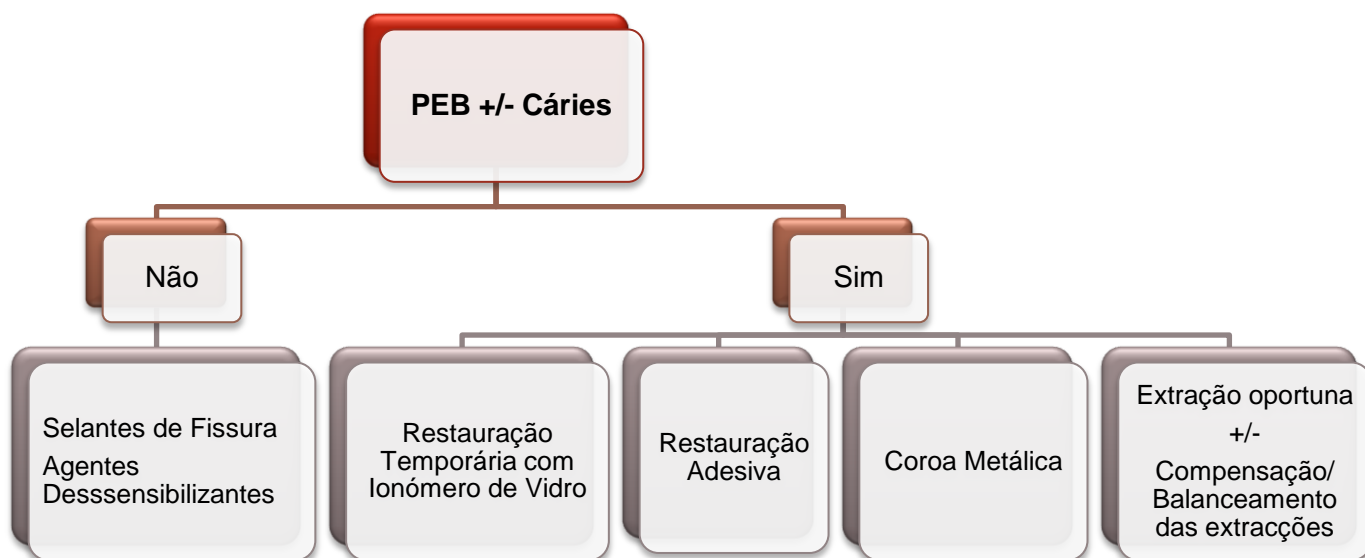 PEB +/- Cáries
Não
Sim
Selantes de Fissura
Agentes
Desssensibilizantes
Restauração
Temporária com
Ionómero de Vidro
Restauração
Adesiva
Coroa Metálica
Extração oportuna
+/-
Compensação/
Balanceamento
das extracções